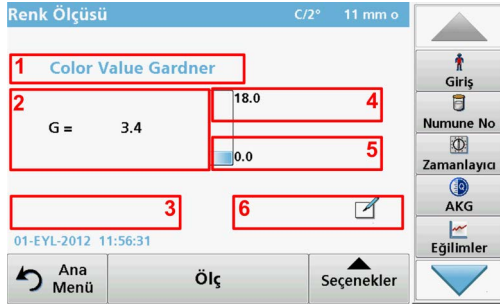 Renk Ölçüsü C/2° 11 mm o
1 Color Value Gardner
2 G = 3.4
18.0 4
0.0 5
3
6
01-EYL-2012 11:56:31
Ana Menü
Ölç
Seçenekler
Giriş
Numune No
Zamanlayıcı
AKG
Eğilimler